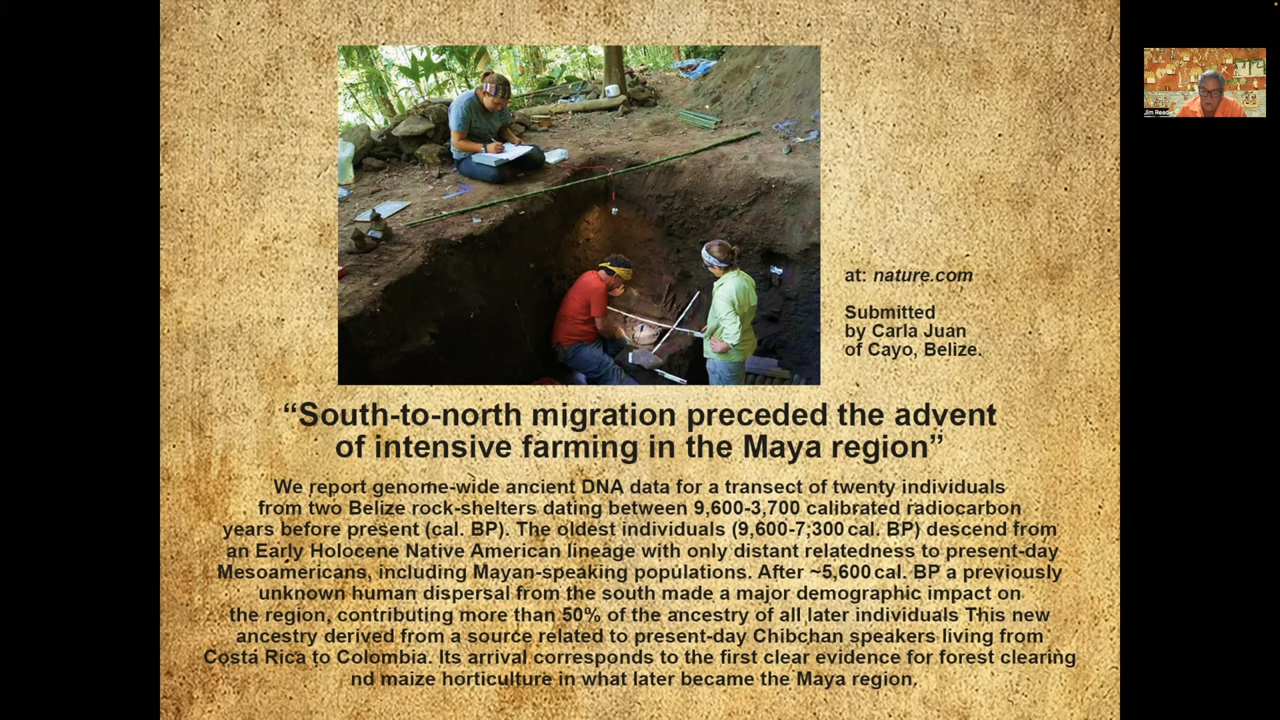 at: nature.com
Submitted
by Carla Juan
of Cayo, Belize.
“South-to-north migration preceded the advent
of intensive farming in the Maya region”
We report genome-wide ancient DNA data for a transect of twenty individuals
from two Belize rock-shelters dating between 9,600-3,700 calibrated radiocarbon
years before present (cal. BP). The oldest individuals (9,600-7,300 cal. BP) descend from
an Early Holocene Native American lineage with only distant relatedness to present-day
Mesoamericans, including Mayan-speaking populations. After ~5,600 cal. BP a previously
unknown human dispersal from the south made a major demographic impact on
the region, contributing more than 50% of the ancestry of all later individuals This new
ancestry derived from a source related to present-day Chibchan speakers living from
Costa Rica to Colombia. Its arrival corresponds to the first clear evidence for forest clearing
nd maize horticulture in what later became the Maya region.
Jim Reed